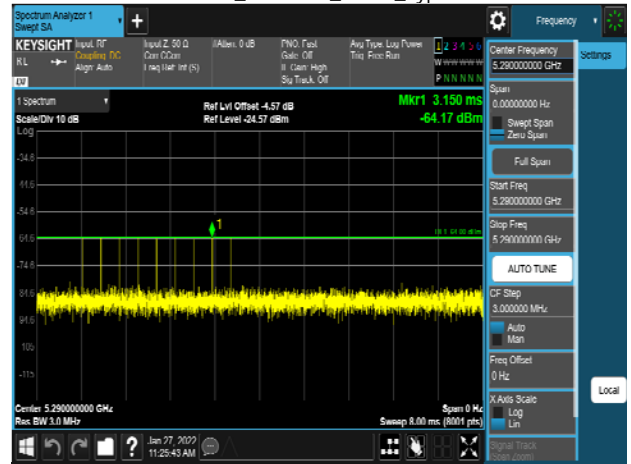 Spectrum Analyzer 1
Swept SA
Frequency
KEYSIGHT
Input: RF
Coupling: DC
Align: Auto
Input Z: 50 Ω
Corr CCorr
Freq Ref: Int (S)
#Atten: 0 dB
PNO: Fast
Gate: Off
IF Gain: High
Sig Track: Off
Avg Type: Log Power
Trig: Free Run
1 2 3 4 5 6
W W W W W W
P N N N N N
RL
Center Frequency
5.290000000 GHz
Settings
Span
0.00000000 Hz
Swept Span
Zero Span
Full Span
Start Freq
5.290000000 GHz
Stop Freq
5.290000000 GHz
AUTO TUNE
CF Step
3.000000 MHz
Auto
Man
Freq Offset
0 Hz
X Axis Scale
Log
Lin
Signal Track
(Span Zoom)
Local
1 Spectrum
Scale/Div 10 dB
Log
Ref Lvl Offset -4.57 dB
Ref Level -24.57 dBm
Mkr1 3.150 ms
-64.17 dBm
-34.6
-44.6
-54.6
-64.6
-74.6
-84.6
-94.6
-105
-115
1
Center 5.290000000 GHz
Res BW 3.0 MHz
Span 0 Hz
Sweep 8.00 ms (8001 pts)
?
Jan 27, 2022
11:25:43 AM